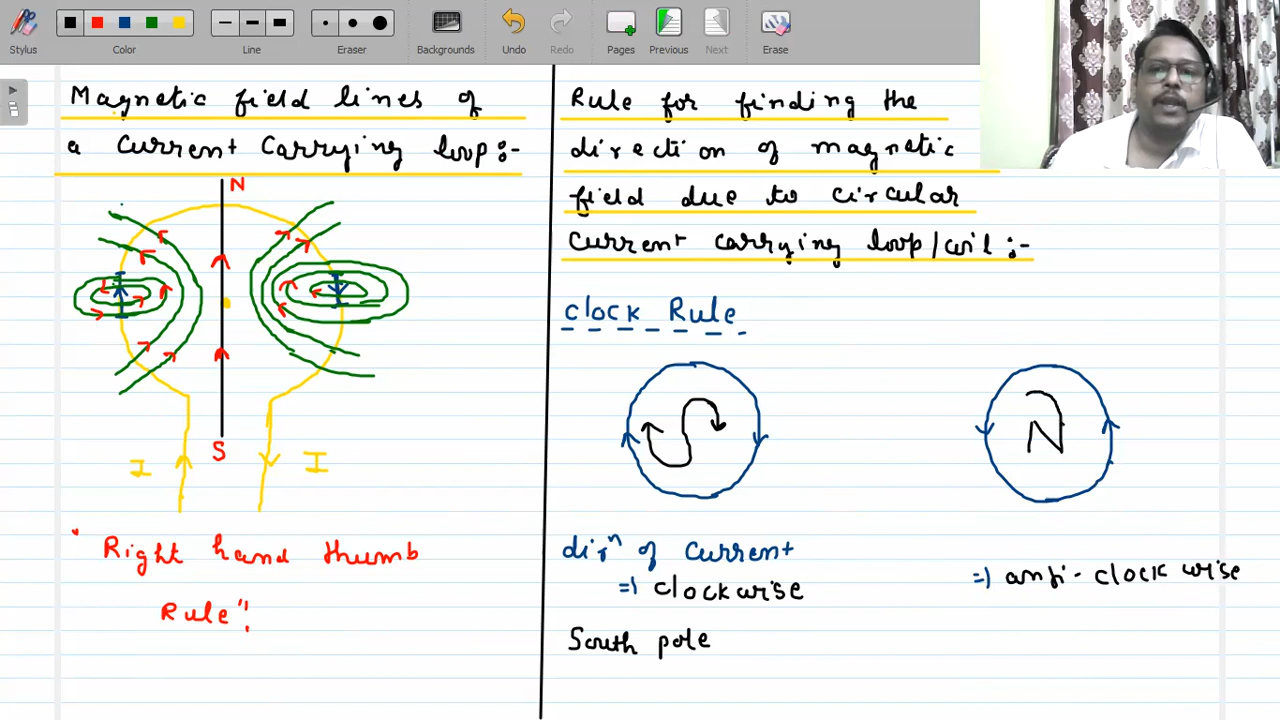 Stylus
Color
Line
Eraser
Backgrounds
Undo
Redo
Pages
Previous
Next
Erase
Magnetic field lines of
a Current Carrying loop:-
N
S
I
I
"Right hand thumb
Rule":
Rule for finding the
direction of magnetic
field due to circular
Current carrying loop/coil:-
clock Rule
S
N
dirⁿ of Current
=) clockwise
South pole
=) anti-clockwise